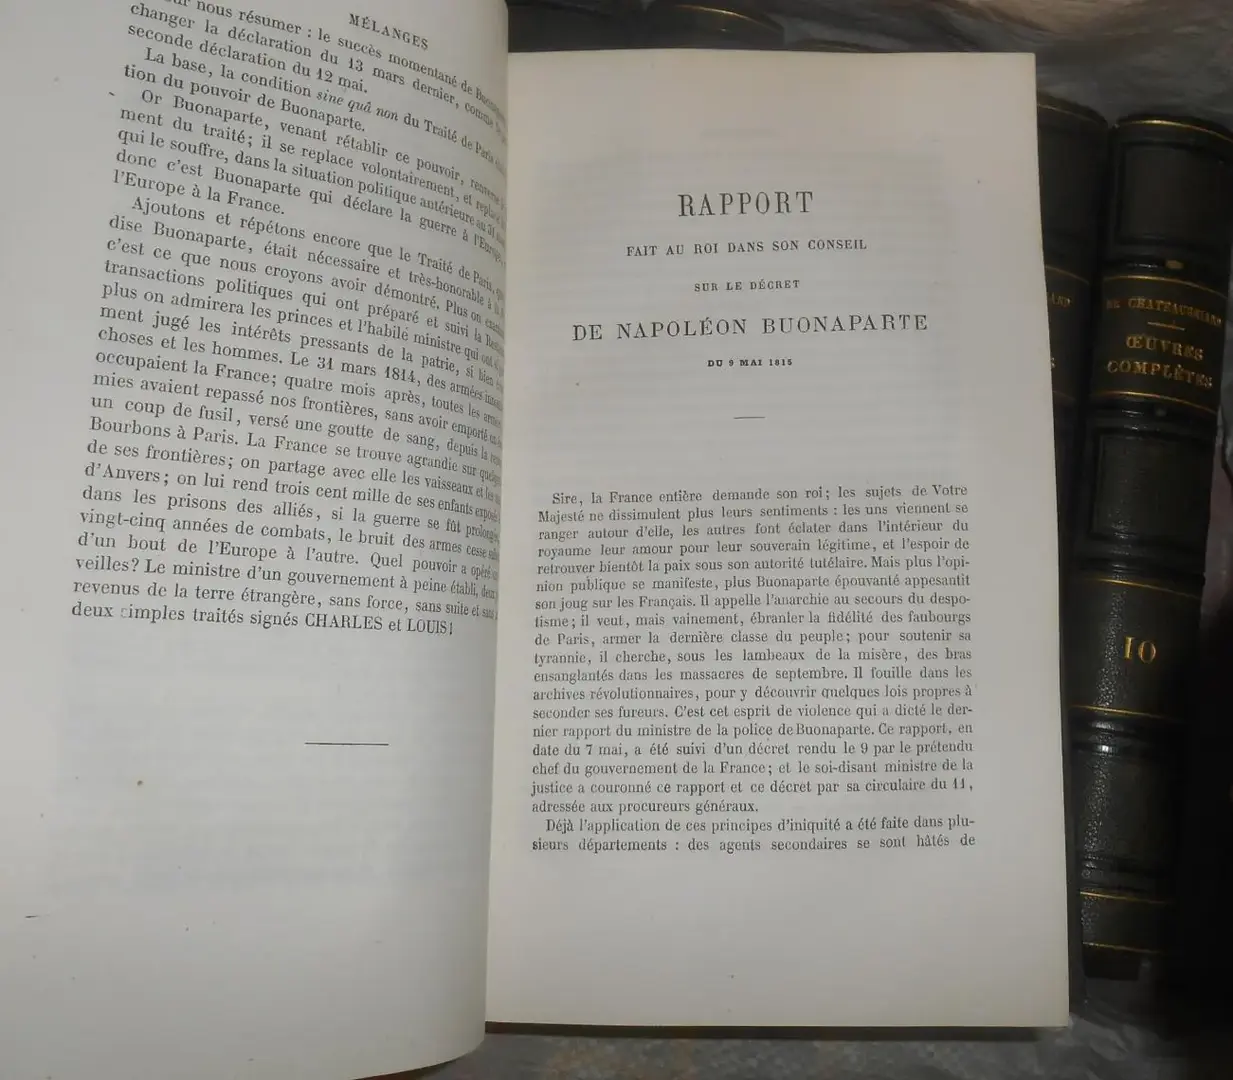 MÉLANGES
nous résumer : le succès momentané de
changer la déclaration du 13 mars dernier, comme
seconde déclaration du 12 mai.
La base, la condition sine quâ non du Traité de Paris
tion du pouvoir de Buonaparte.
Or Buonaparte, venant rétablir ce pouvoir, renverse
ment du traité; il se replace volontairement, et replace
qui le souffre, dans la situation politique antérieure au 31
donc c'est Buonaparte qui déclare la guerre à l'Europe,
l'Europe à la France.
Ajoutons et répétons encore que le Traité de Paris,
dise Buonaparte, était nécessaire et très-honorable à la
c'est ce que nous croyons avoir démontré. Plus on
transactions politiques qui ont préparé et suivi la
plus on admirera les princes et l'habile ministre qui ont si
ment jugé les intérêts pressants de la patrie, si bien
choses et les hommes. Le 31 mars 1814, des armées
occupaient la France; quatre mois après, toutes les
mies avaient repassé nos frontières, sans avoir emporté
un coup de fusil, versé une goutte de sang, depuis la
Bourbons à Paris. La France se trouve agrandie sur
de ses frontières; on partage avec elle les vaisseaux et les
d'Anvers; on lui rend trois cent mille de ses enfants
dans les prisons des alliés, si la guerre se fût
vingt-cinq années de combats, le bruit des armes cesse
d'un bout de l'Europe à l'autre. Quel pouvoir a opéré
veilles? Le ministre d'un gouvernement à peine établi,
revenus de la terre étrangère, sans force, sans suite et sans
deux simples traités signés CHARLES et LOUIS!
RAPPORT
FAIT AU ROI DANS SON CONSEIL
SUR LE DÉCRET
DE NAPOLÉON BUONAPARTE
DU 9 MAI 1815
Sire, la France entière demande son roi; les sujets de Votre
Majesté ne dissimulent plus leurs sentiments : les uns viennent se
ranger autour d'elle, les autres font éclater dans l'intérieur du
royaume leur amour pour leur souverain légitime, et l'espoir de
retrouver bientôt la paix sous son autorité tutélaire. Mais plus l'opi-
nion publique se manifeste, plus Buonaparte épouvanté appesantit
son joug sur les Français. Il appelle l'anarchie au secours du despo-
tisme; il veut, mais vainement, ébranler la fidélité des faubourgs
de Paris, armer la dernière classe du peuple; pour soutenir sa
tyrannie, il cherche, sous les lambeaux de la misère, des bras
ensanglantés dans les massacres de septembre. Il fouille dans les
archives révolutionnaires, pour y découvrir quelques lois propres à
seconder ses fureurs. C'est cet esprit de violence qui a dicté le der-
nier rapport du ministre de la police de Buonaparte. Ce rapport, en
date du 7 mai, a été suivi d'un décret rendu le 9 par le prétendu
chef du gouvernement de la France; et le soi-disant ministre de la
justice a couronné ce rapport et ce décret par sa circulaire du 11,
adressée aux procureurs généraux.
Déjà l'application de ces principes d'iniquité a été faite dans plu-
sieurs départements : des agents secondaires se sont hâtés de
DE CHATEAUBRIAND
ŒUVRES
COMPLÈTES
10